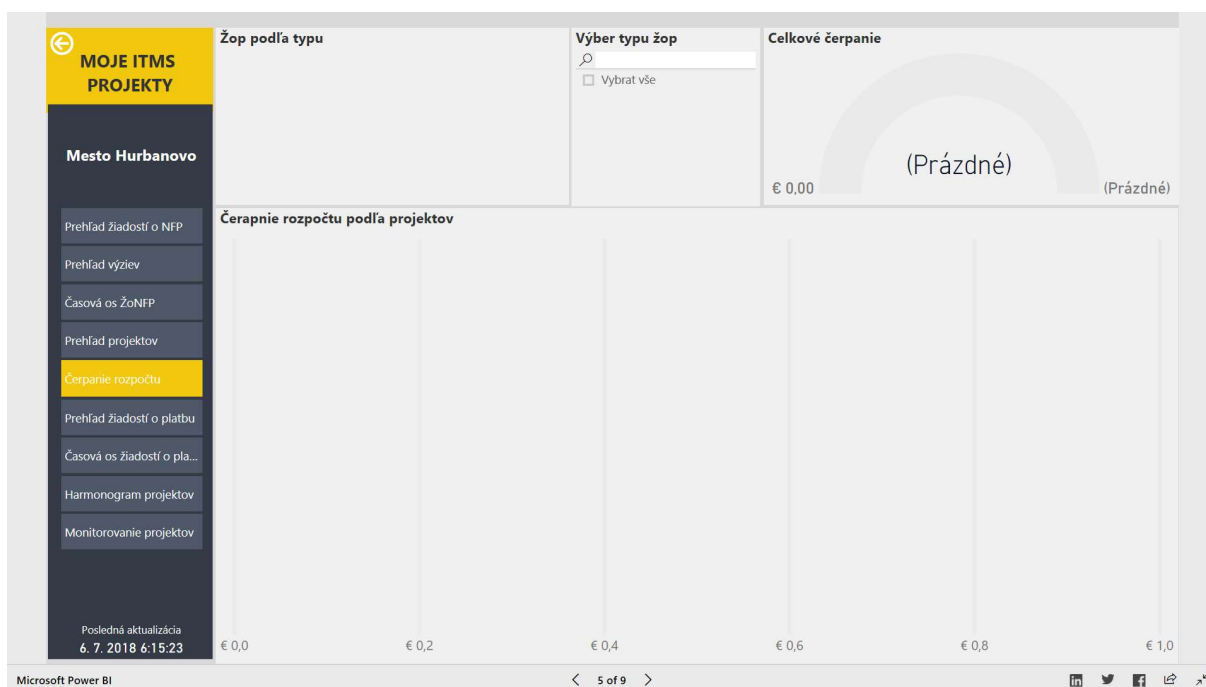 MOJE ITMS
PROJEKTY
Mesto Hurbanovo
Prehľad žiadostí o NFP
Prehľad výziev
Časová os ŽoNFP
Prehľad projektov
Čerpanie rozpočtu
Prehľad žiadostí o platbu
Časová os žiadostí o pla...
Harmonogram projektov
Monitorovanie projektov
Posledná aktualizácia
6. 7. 2018 6:15:23
Žop podľa typu
Výber typu žop
Vybrat vše
Celkové čerpanie
(Prázdné)
€ 0,00
(Prázdné)
Čerapnie rozpočtu podľa projektov
€ 0,0
€ 0,2
€ 0,4
€ 0,6
€ 0,8
€ 1,0
Microsoft Power BI
5 of 9